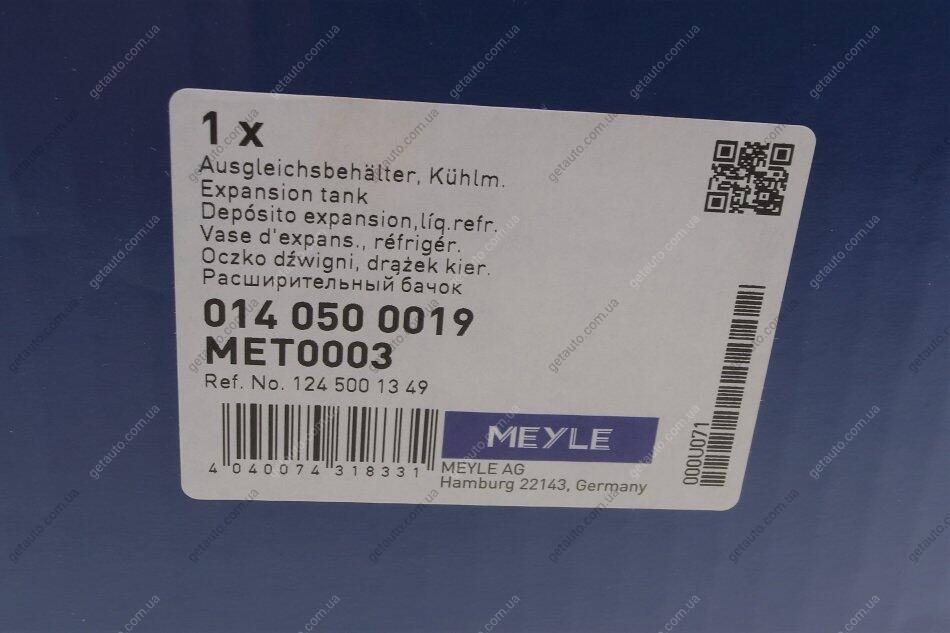 1 x
Ausgleichsbehälter, Kühlm.
Expansion tank
Depósito expansion,líq.refr.
Vase d'expans., réfrigér.
Oczko dźwigni, drążek kier.
Расширительный бачок
014 050 0019
MET0003
Ref. No. 124 500 13 49
4 040074 318331
MEYLE
MEYLE AG
Hamburg 22143, Germany
000U071
getauto.com.ua